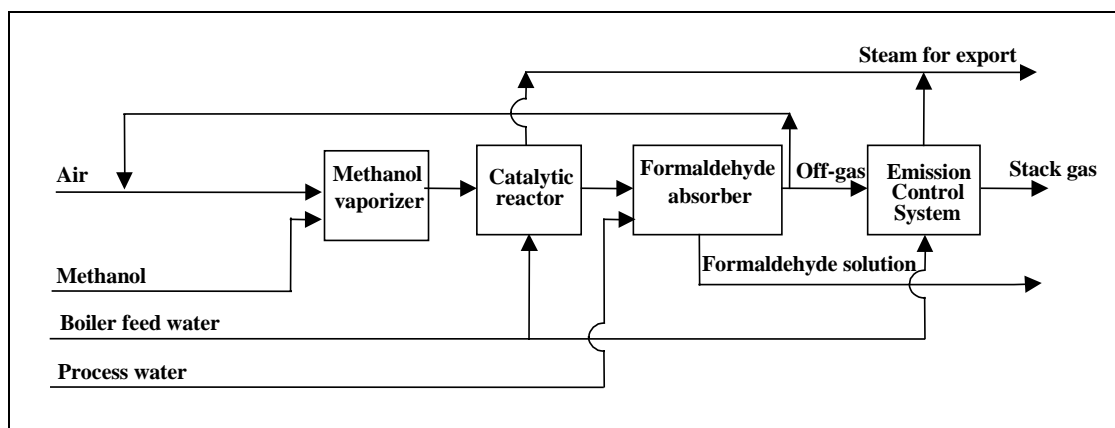 Steam for export
Air
Methanol
vaporizer
Catalytic
reactor
Formaldehyde
absorber
Off-gas
Emission
Control
System
Stack gas
Methanol
Formaldehyde solution
Boiler feed water
Process water